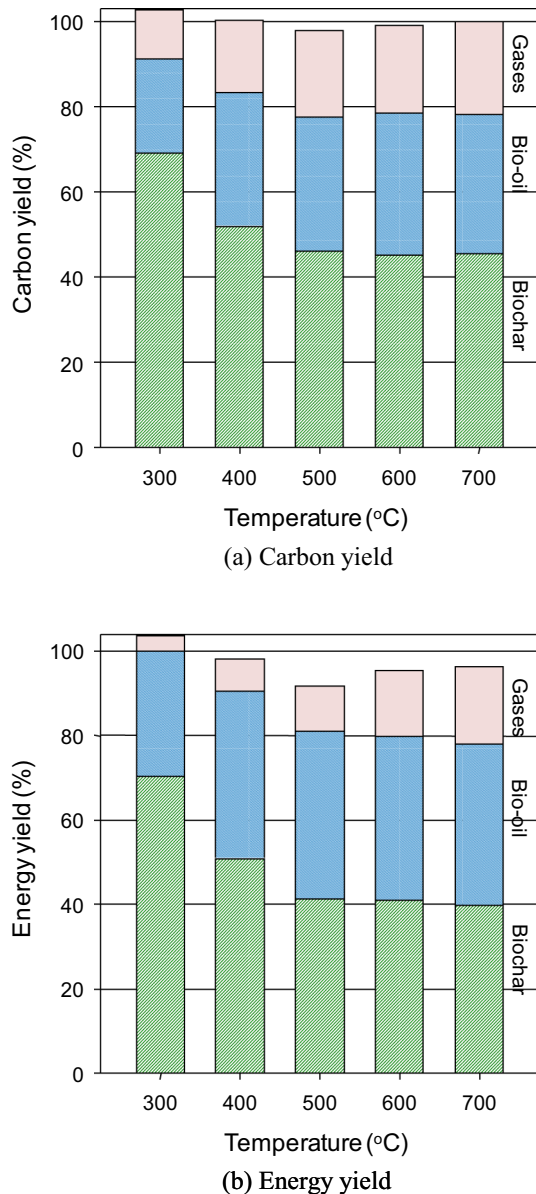 100
80
60
40
20
0
Carbon yield (%)
Gases
Bio-oil
Biochar
300 400 500 600 700
Temperature (°C)
(a) Carbon yield
100
80
60
40
20
0
Energy yield (%)
Gases
Bio-oil
Biochar
300 400 500 600 700
Temperature (°C)
(b) Energy yield